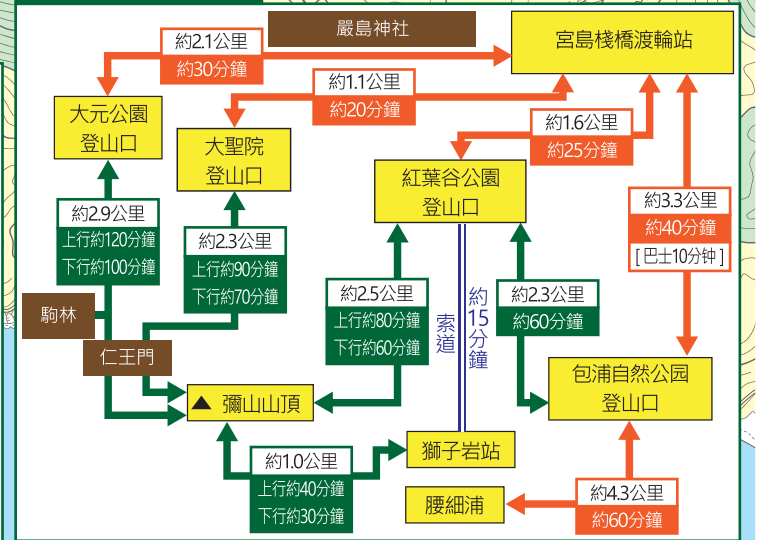 嚴島神社
宮島棧橋渡輪站
約2.1公里
約30分鐘
約1.1公里
約20分鐘
大元公園
登山口
大聖院
登山口
約1.6公里
約25分鐘
紅葉谷公園
登山口
約3.3公里
約40分鐘
[ 巴士10分钟 ]
約2.9公里
上行約120分鐘
下行約100分鐘
約2.3公里
上行約90分鐘
下行約70分鐘
約2.5公里
上行約80分鐘
下行約60分鐘
索道
約15分鐘
約2.3公里
約60分鐘
駒林
仁王門
包浦自然公园
登山口
▲ 彌山山頂
獅子岩站
約1.0公里
上行約40分鐘
下行約30分鐘
腰細浦
約4.3公里
約60分鐘